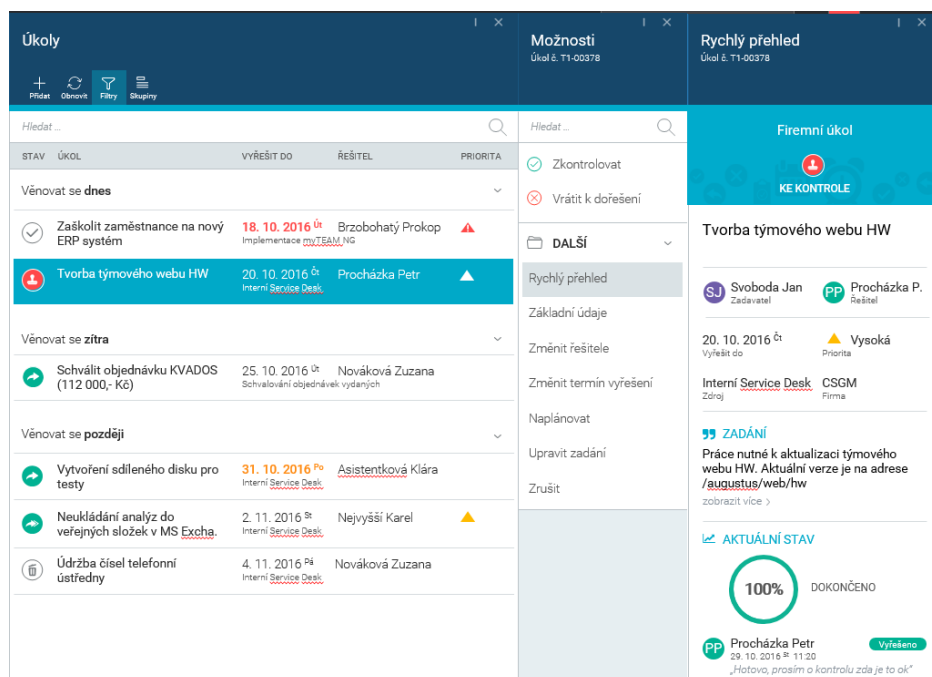 Úkoly
Přidat Obnovit Filtry Skupiny
Hledat ...
STAV ÚKOL VYŘEŠIT DO ŘEŠITEL PRIORITA
Věnovat se dnes
Zaškolit zaměstnance na nový 18. 10. 2016 Út Brzobohatý Prokop
ERP systém Implementace myTEAM NG
Tvorba týmového webu HW 20. 10. 2016 Čt Procházka Petr
Interní Service Desk
Věnovat se zítra
Schválit objednávku KVADOS 25. 10. 2016 Út Nováková Zuzana
(112 000,- Kč) Schvalování objednávek vydaných
Věnovat se později
Vytvoření sdíleného disku pro 31. 10. 2016 Po Asistentková Klára
testy Interní Service Desk
Neukládání analýz do 2. 11. 2016 St Nejvyšší Karel
veřejných složek v MS Excha. Interní Service Desk
Údržba čísel telefonní 4. 11. 2016 Pá Nováková Zuzana
ústředny Interní Service Desk
Možnosti
Úkol č. T1-00378
Hledat ...
Zkontrolovat
Vrátit k dořešení
DALŠÍ
Rychlý přehled
Základní údaje
Změnit řešitele
Změnit termín vyřešení
Naplánovat
Upravit zadání
Zrušit
Rychlý přehled
Úkol č. T1-00378
Firemní úkol
KE KONTROLE
Tvorba týmového webu HW
SJ Svoboda Jan PP Procházka P.
Zadavatel Řešitel
20. 10. 2016 Čt Vysoká
Vyřešit do Priorita
Interní Service Desk CSGM
Zdroj Firma
ZADÁNÍ
Práce nutné k aktualizaci týmového
webu HW. Aktuální verze je na adrese
/augustus/web/hw
zobrazit více >
AKTUÁLNÍ STAV
100% DOKONČENO
PP Procházka Petr Vyřešeno
29. 10. 2016 St 11:20
„Hotovo, prosím o kontrolu zda je to ok"